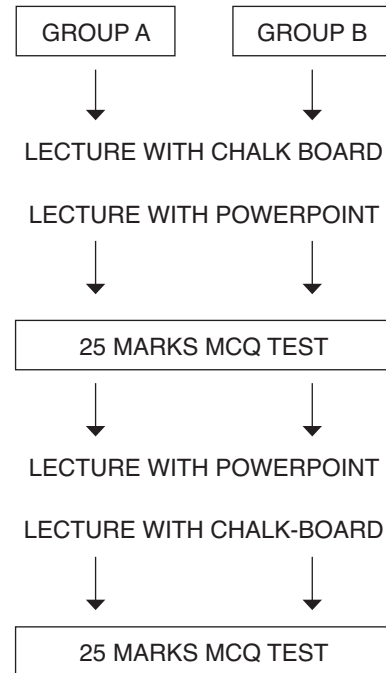 GROUP A GROUP B
LECTURE WITH CHALK BOARD
LECTURE WITH POWERPOINT
25 MARKS MCQ TEST
LECTURE WITH POWERPOINT
LECTURE WITH CHALK-BOARD
25 MARKS MCQ TEST